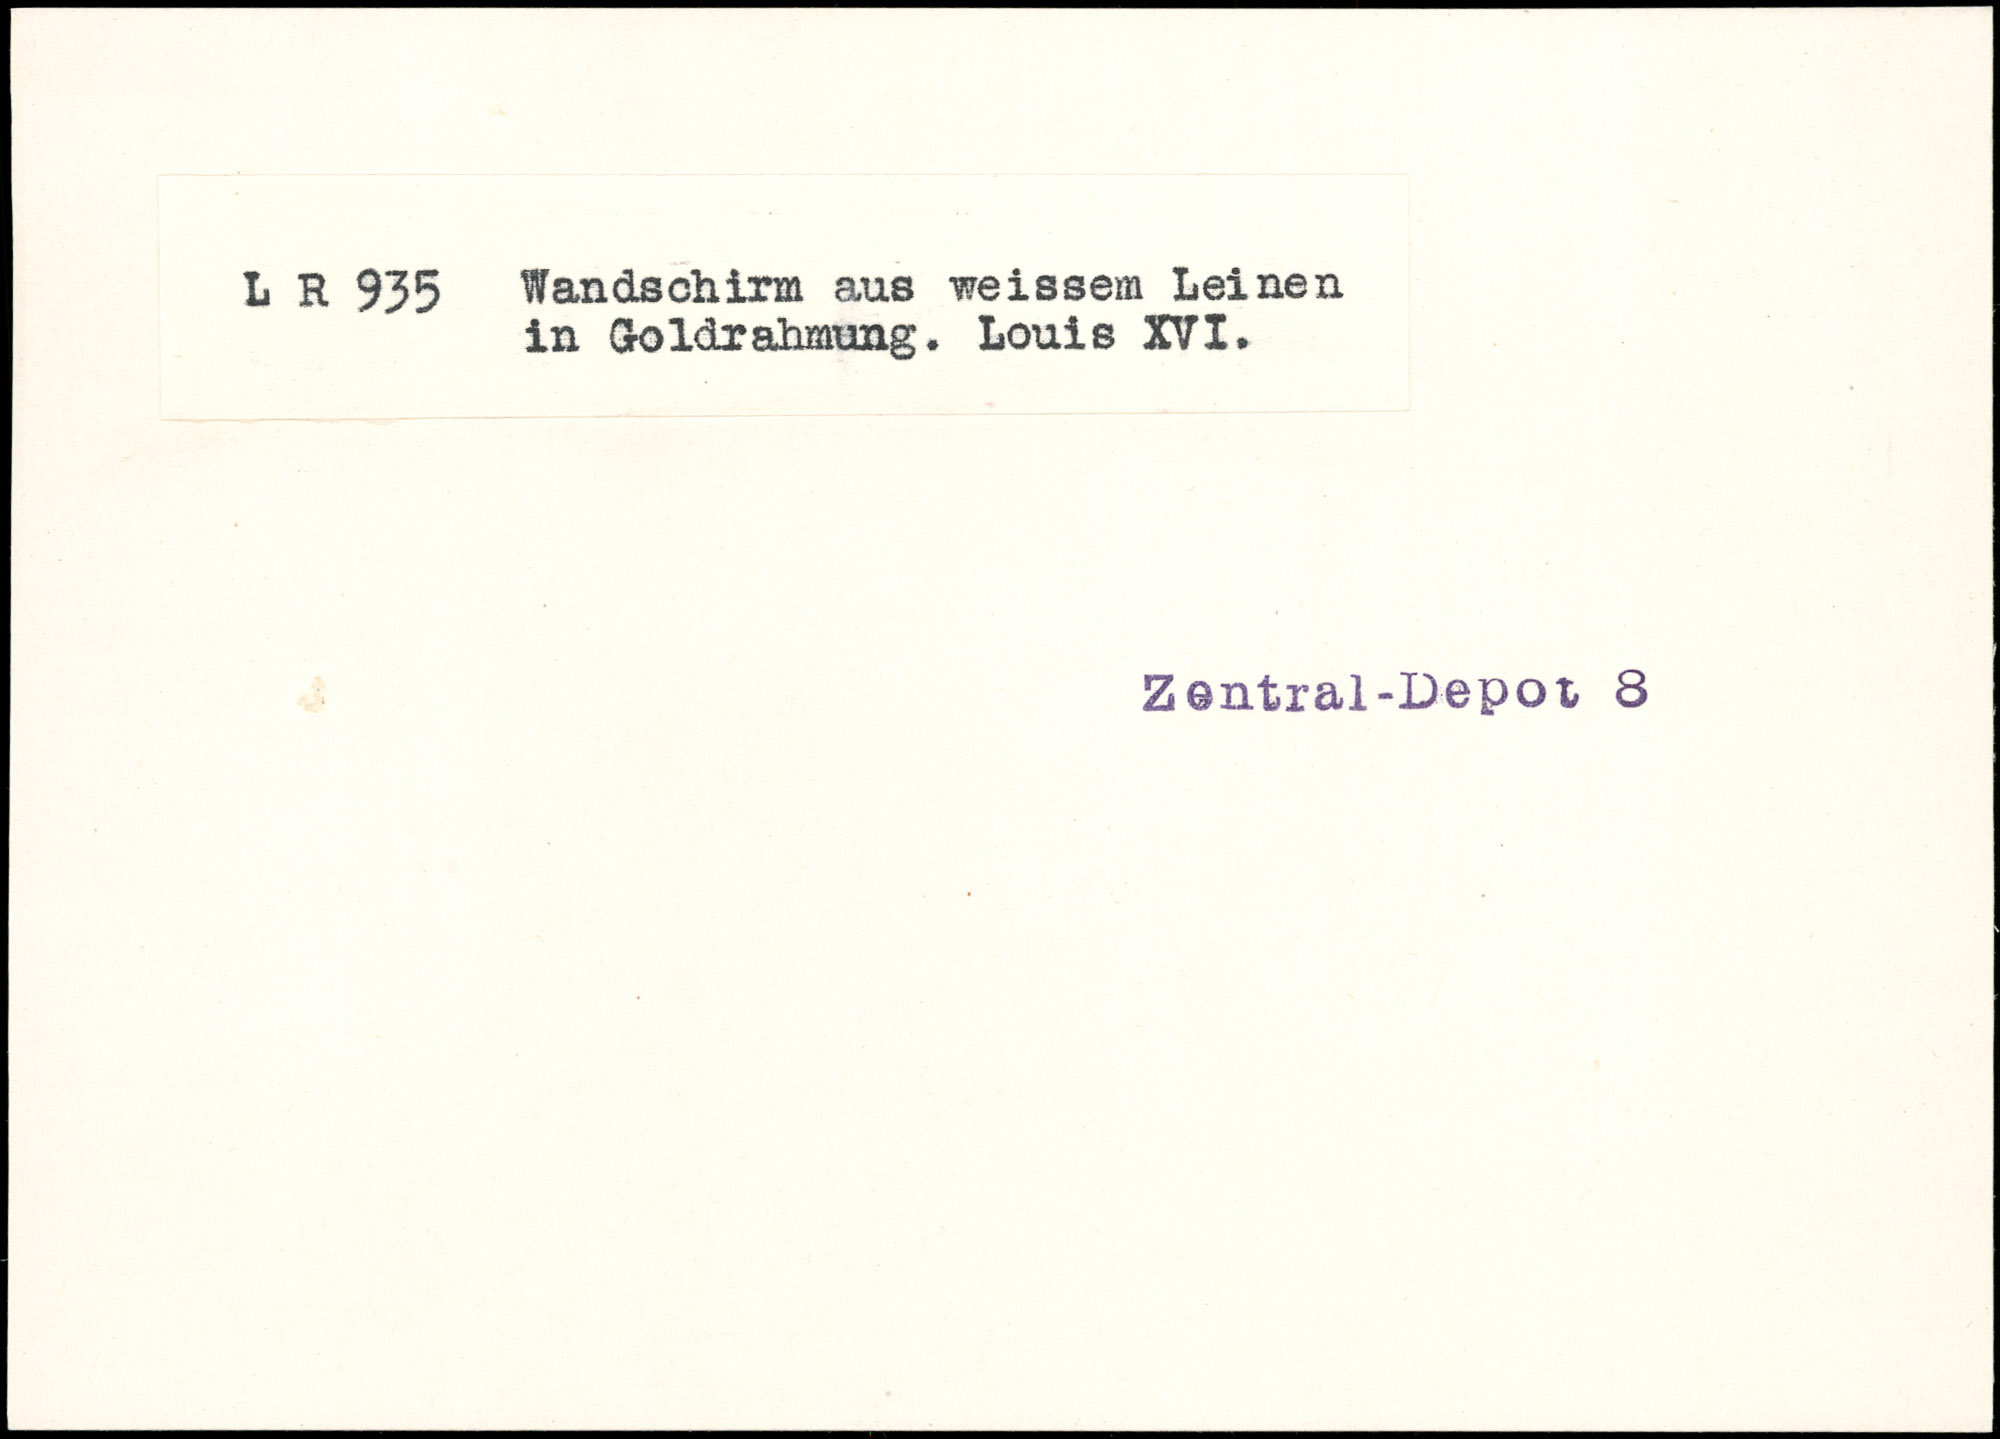 L R 935 Wandschirm aus weissem Leinen
in Goldrahmung. Louis XVI.
Zentral-Depot 8